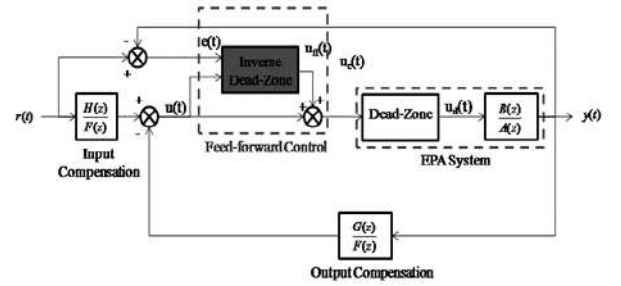 e(t)
u_ff(t)
u_c(t)
Inverse
Dead-Zone
r(t)
H(z)
F(z)
u(t)
Dead-Zone
u_d(t)
B(z)
A(z)
y(t)
Input
Compensation
Feed-forward Control
EPA System
G(z)
F(z)
Output Compensation